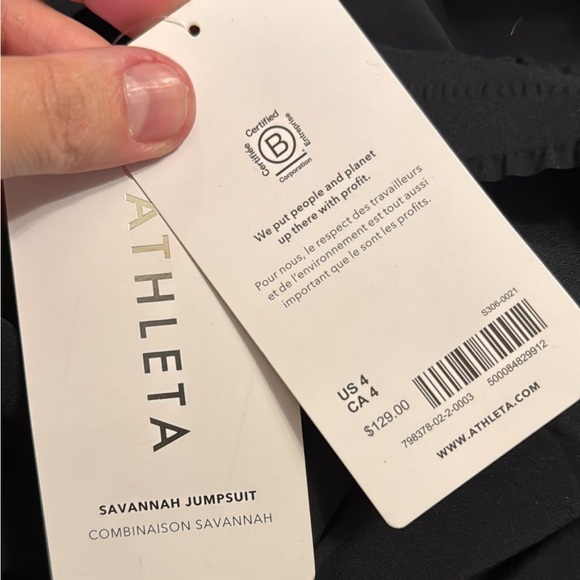 ATHLETA
SAVANNAH JUMPSUIT
COMBINAISON SAVANNAH
Certified
Certifiée
B
Corporation
Entreprise
We put people and planet
up there with profit.
Pour nous, le respect des travailleurs
et de l'environnement est tout aussi
important que le sont les profits.
US 4
CA 4
$129.00
S306-0021
798378-02-2-0003
500084829912
WWW.ATHLETA.COM